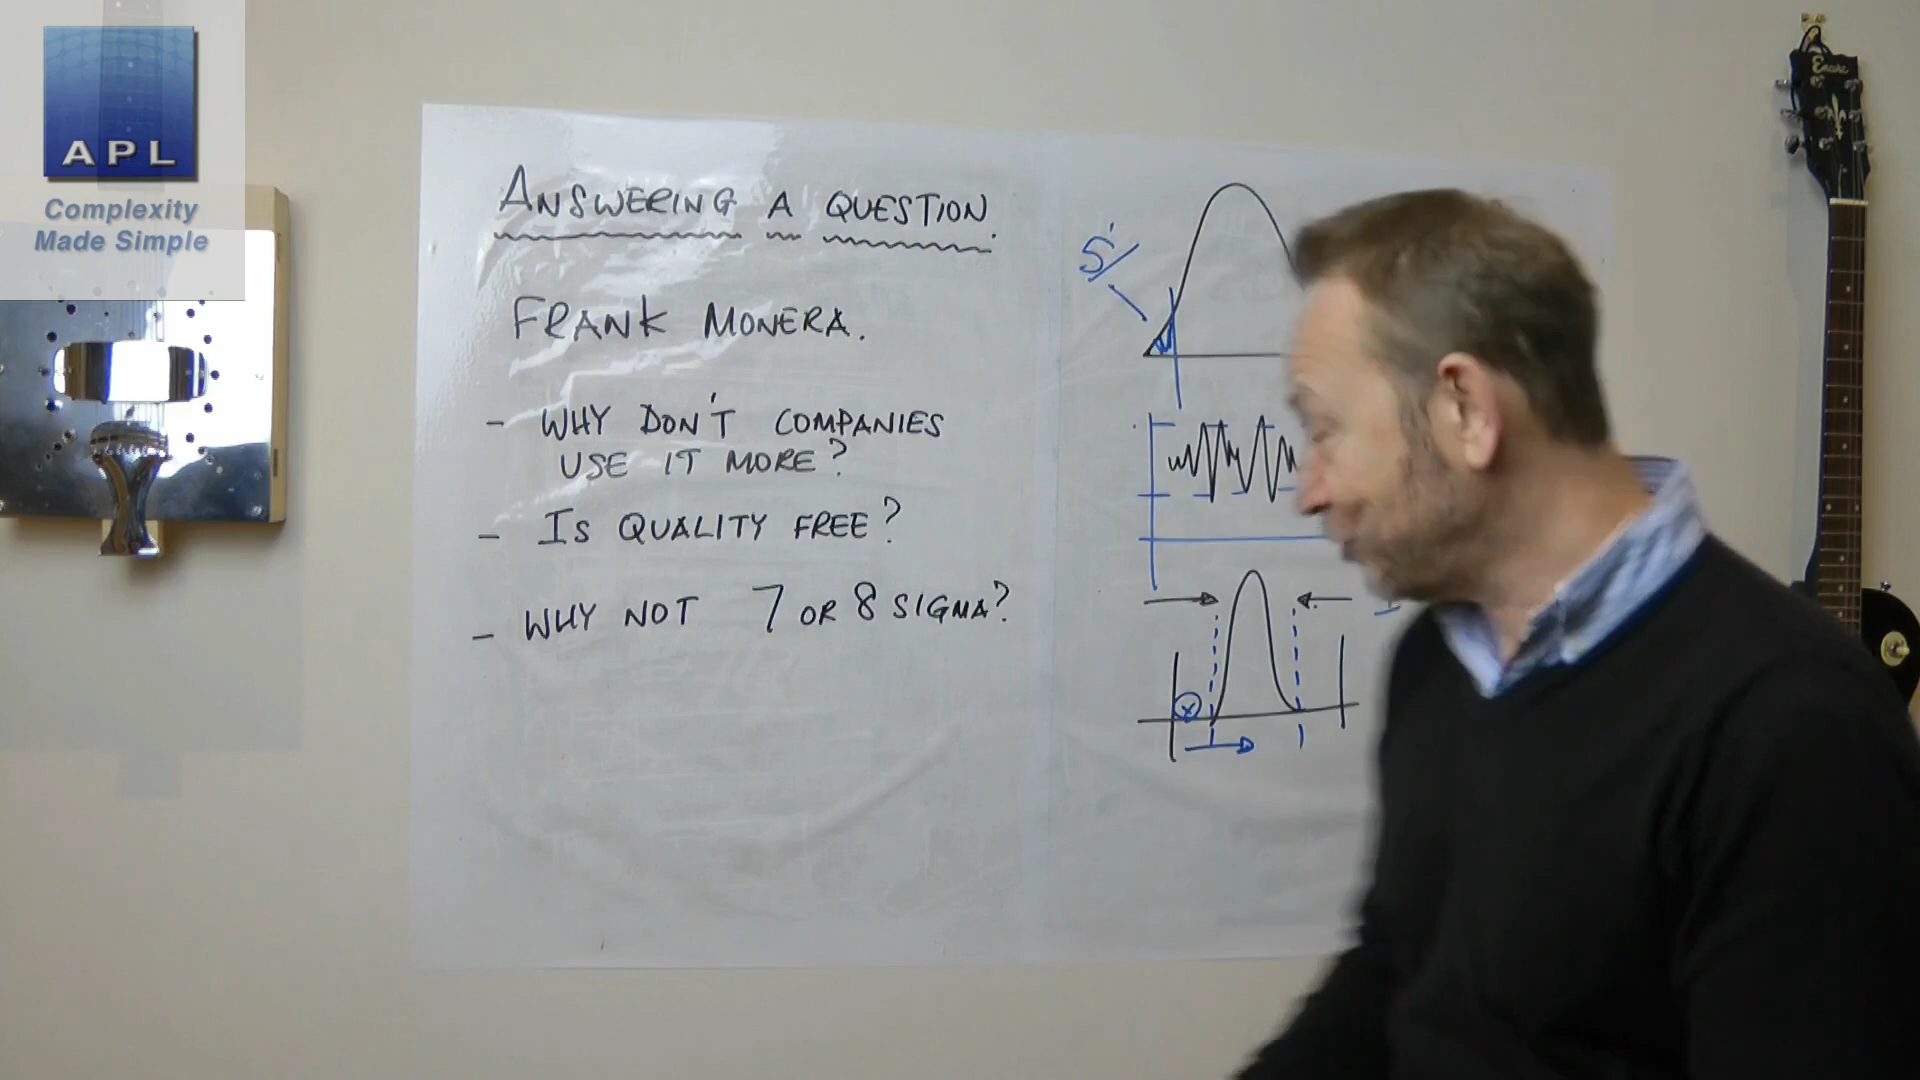 APL
Complexity
Made Simple
ANSWERING A QUESTION.
FRANK MONERA.
- WHY DON'T COMPANIES
USE IT MORE?
- IS QUALITY FREE?
- WHY NOT 7 OR 8 SIGMA?
Encore